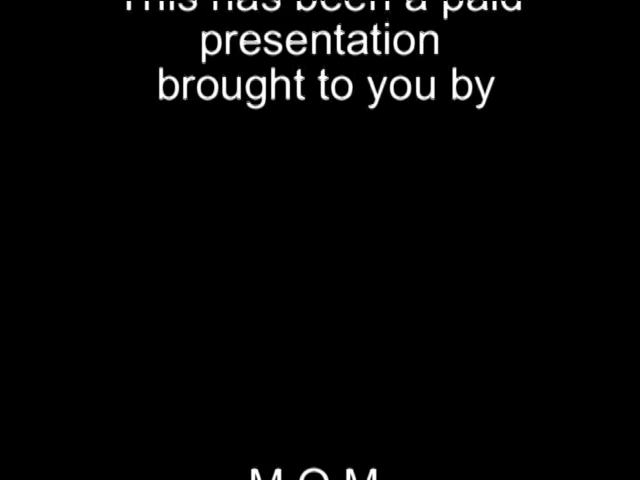 This has been a paid
presentation
brought to you by
M.O.M